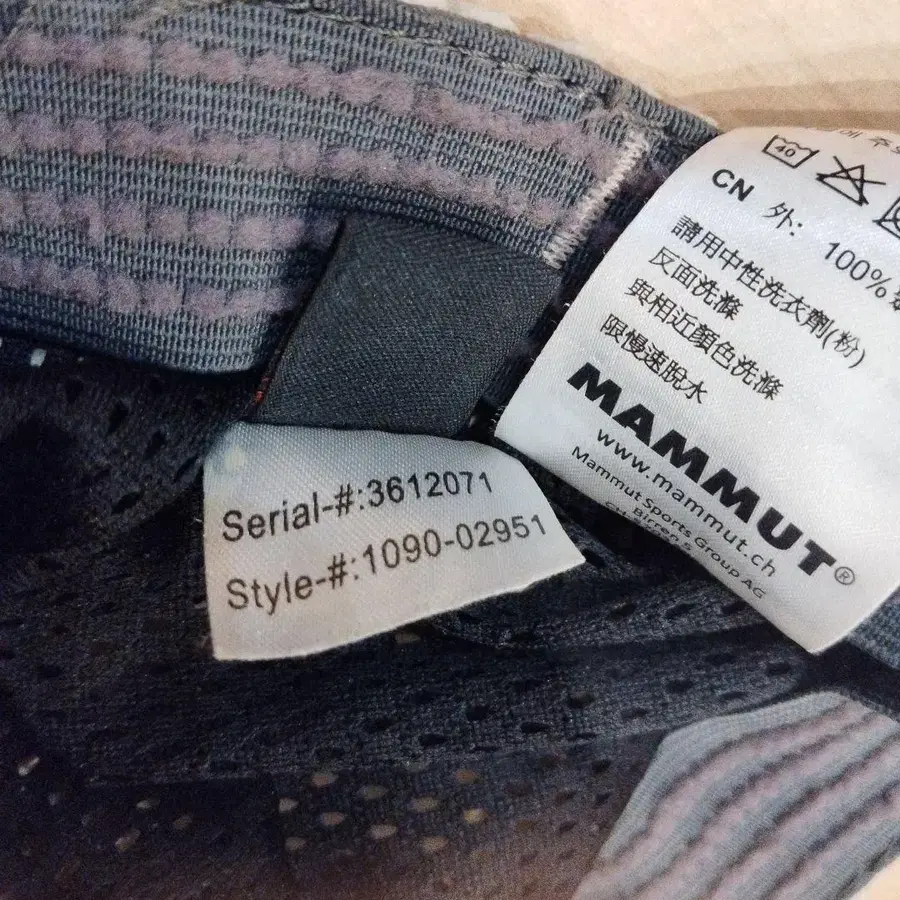 Serial-#:3612071
Style-#:1090-02951
40
CN 外: 100%
請用中性洗衣劑(粉)
反面洗滌
與相近顏色洗滌
限慢速脫水
MAMMUT®
www.mammut.ch
Mammut Sports Group AG
Birren 5